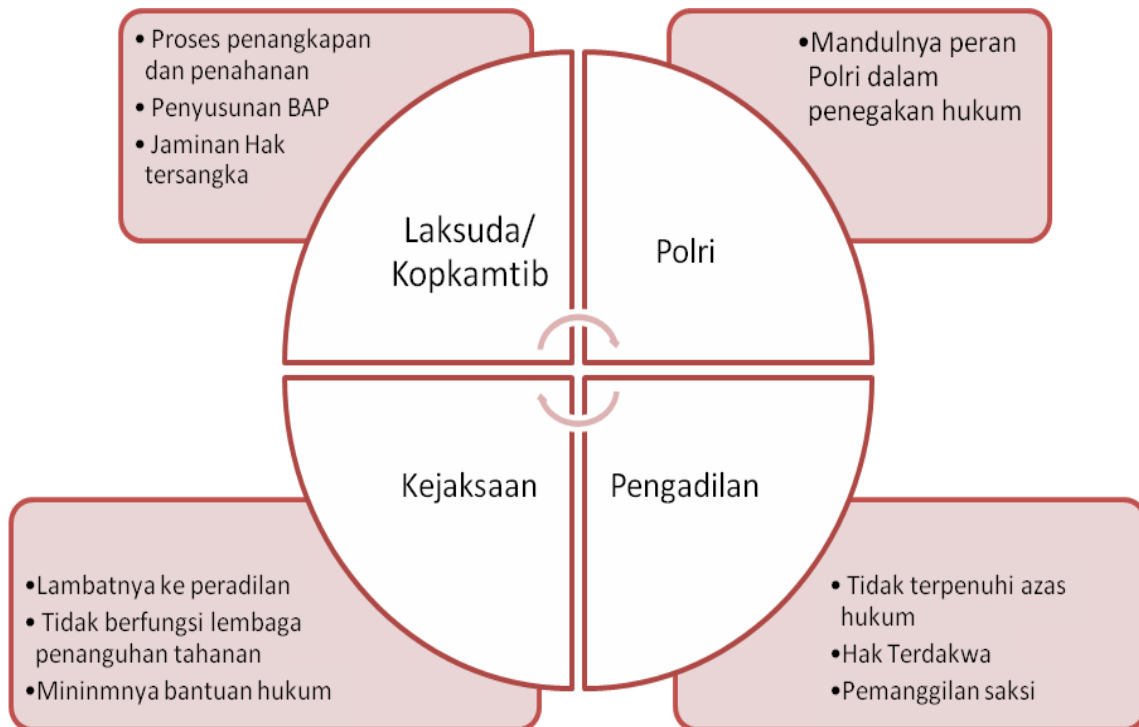 • Proses penangkapan
dan penahanan
• Penyusunan BAP
• Jaminan Hak
tersangka
•Mandulnya peran
Polri dalam
penegakan hukum
Laksuda/
Kopkamtib
Polri
Kejaksaan
Pengadilan
•Lambatnya ke peradilan
• Tidak berfungsi lembaga
penanguhan tahanan
•Mininmnya bantuan hukum
• Tidak terpenuhi azas
hukum
•Hak Terdakwa
•Pemanggilan saksi